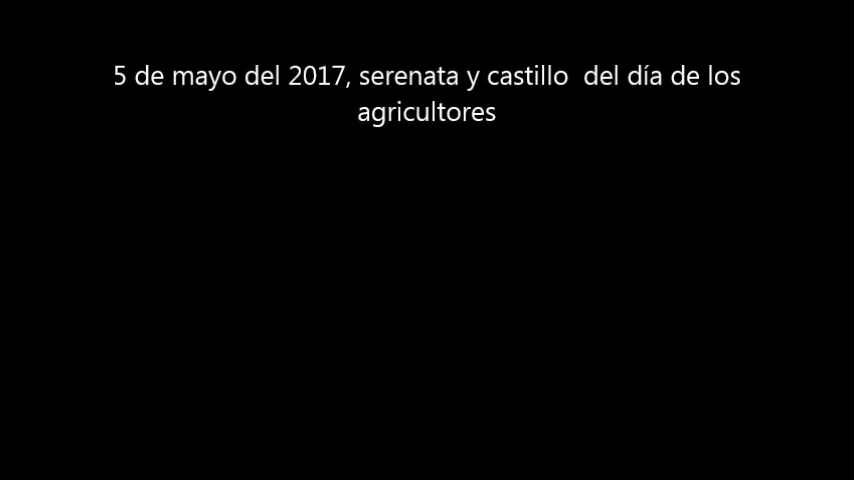 5 de mayo del 2017, serenata y castillo  del día de los
agricultores